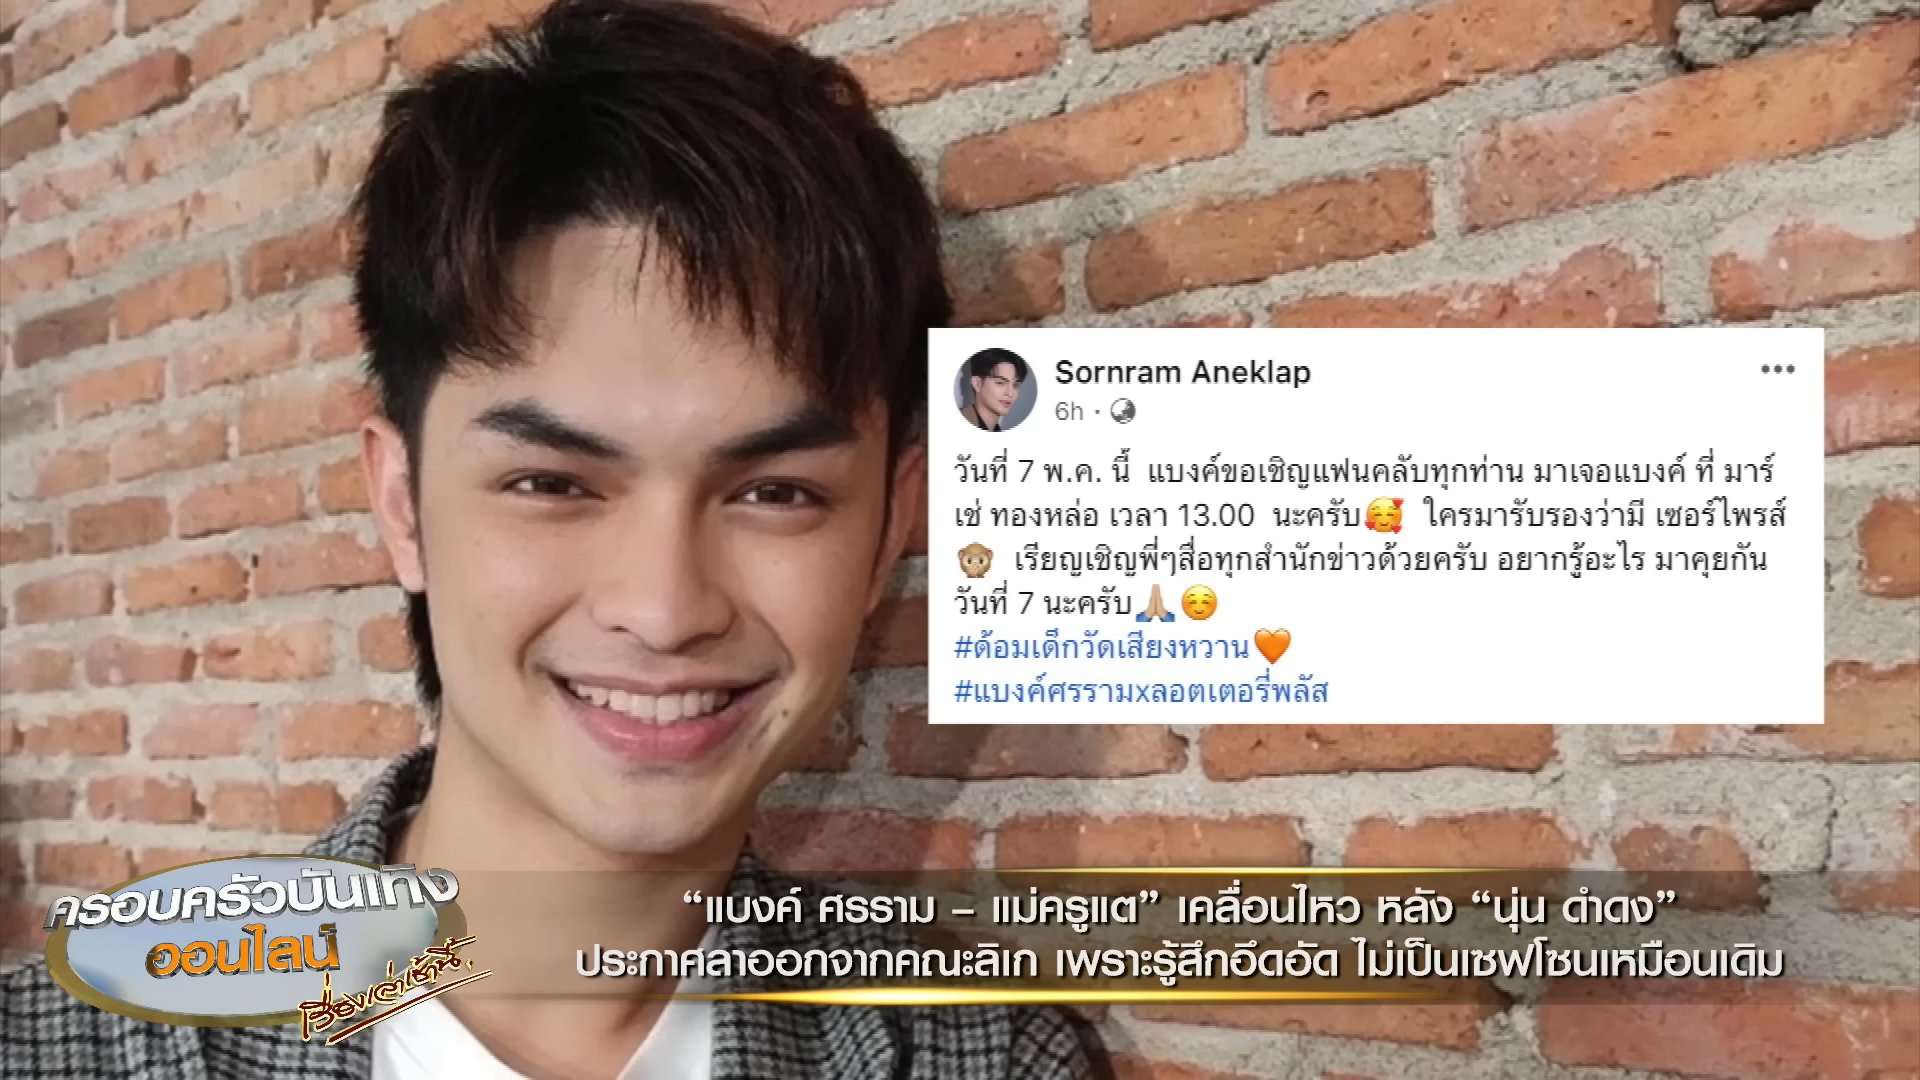 Sornram Aneklap
6h ·
วันที่ 7 พ.ค. นี้ แบงค์ขอเชิญแฟนคลับทุกท่าน มาเจอแบงค์ ที่ มาร์
เช่ ทองหล่อ เวลา 13.00 นะครับ🥰 ใครมารับรองว่ามี เซอร์ไพรส์
🙊 เรียญเชิญพี่ๆสื่อทุกสำนักข่าวด้วยครับ อยากรู้อะไร มาคุยกัน
วันที่ 7 นะครับ🙏🏼☺️
#ด้อมเด็กวัดเสียงหวาน🧡
#แบงค์ศรรามxลอตเตอรี่พลัส
ครอบครัวบันเทิง
ออนไลน์
เรื่องเล่าเช้านี้
“แบงค์ ศรราม – แม่ครูแต” เคลื่อนไหว หลัง “นุ่น ดำดง”
ประกาศลาออกจากคณะลิเก เพราะรู้สึกอึดอัด ไม่เป็นเซฟโซนเหมือนเดิม